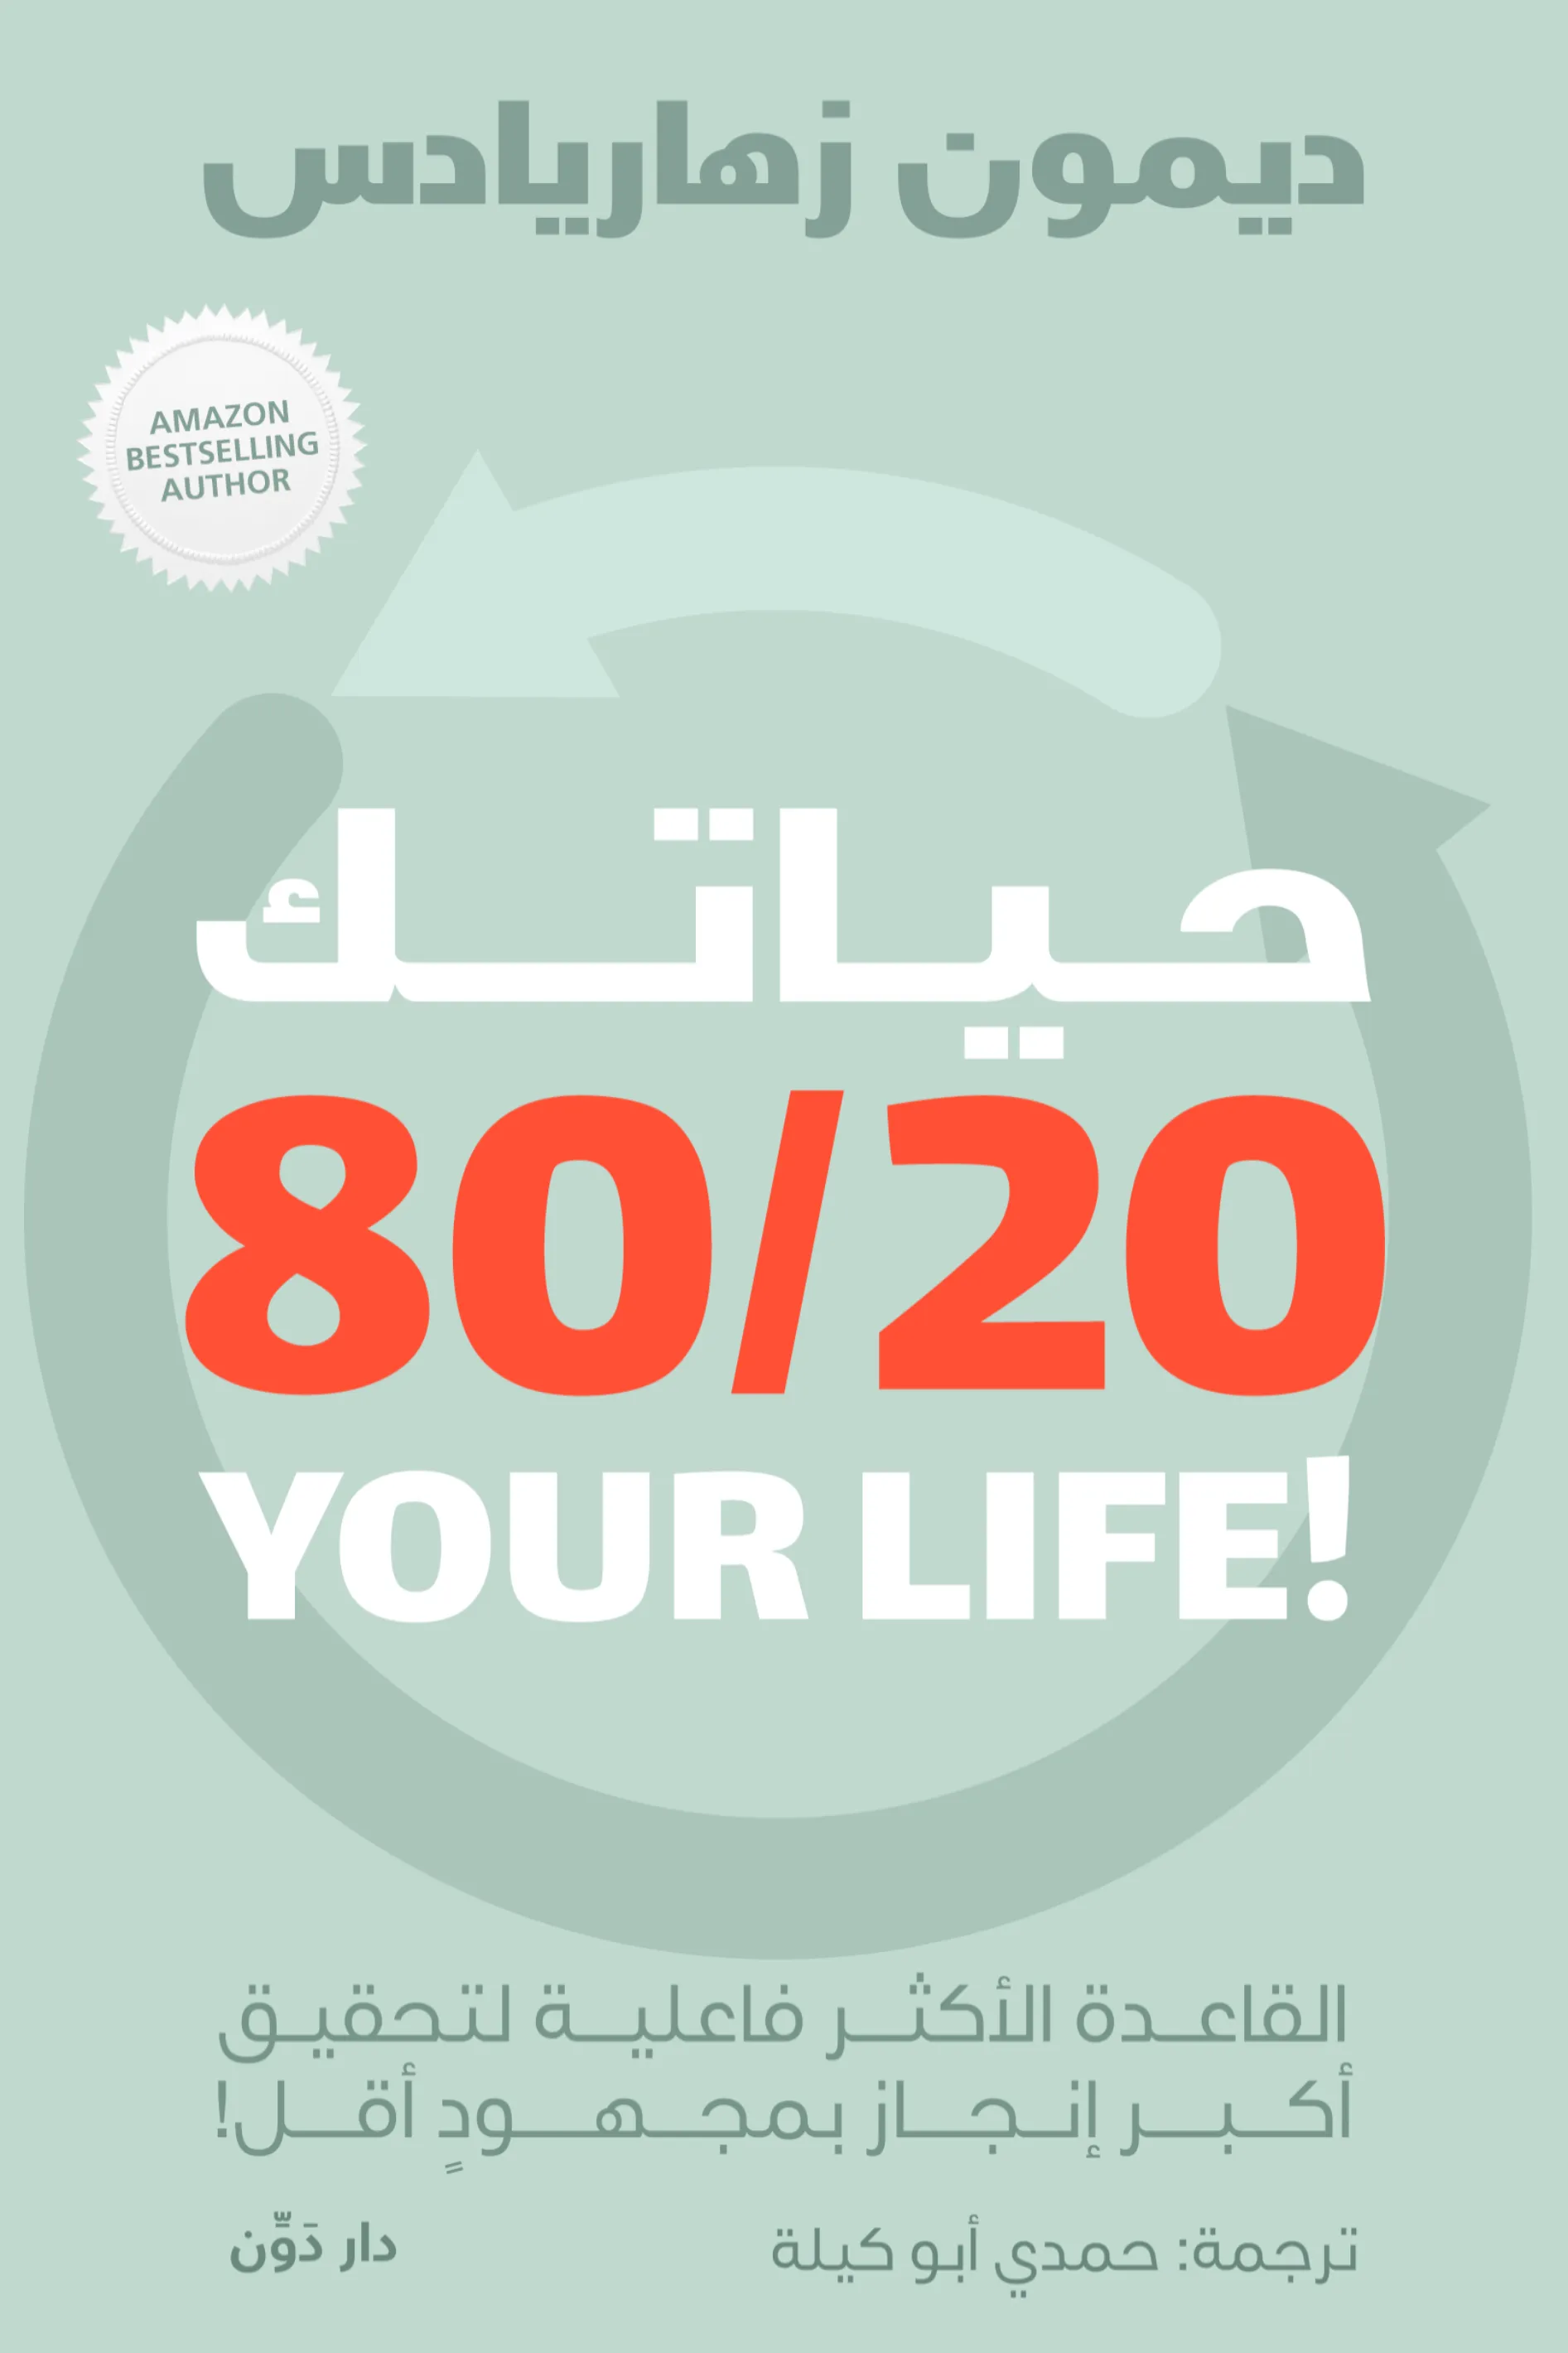 ديمون زهاريادس
AMAZON
BESTSELLING
AUTHOR
حياتك
80/20
YOUR LIFE!
القاعدة الأكثر فاعلية لتحقيق
أكبر إنجاز بمجهودٍ أقل!
ترجمة: حمدي أبو كيلة
دار دَوِّن